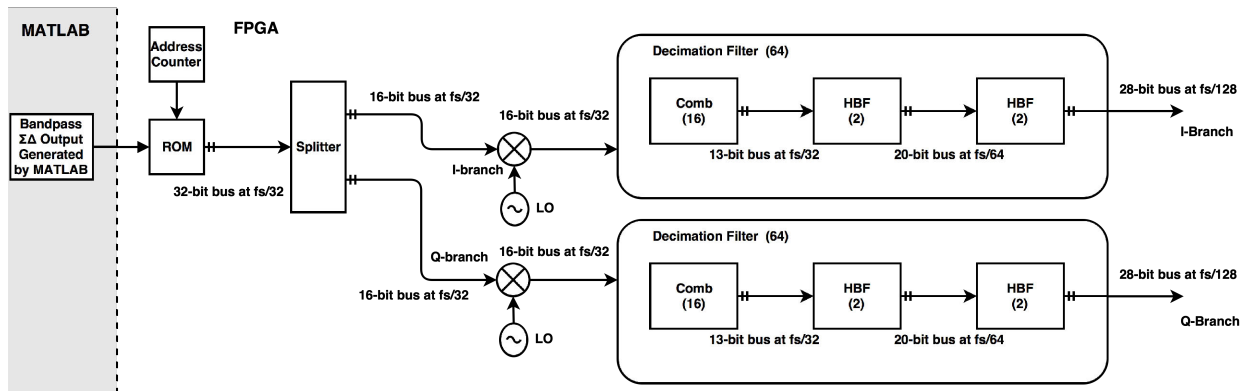 MATLAB
FPGA
Address
Counter
Bandpass
ΣΔ Output
Generated
by MATLAB
ROM
32-bit bus at fs/32
Splitter
16-bit bus at fs/32
I-branch
16-bit bus at fs/32
LO
Decimation Filter (64)
Comb
(16)
13-bit bus at fs/32
HBF
(2)
20-bit bus at fs/64
HBF
(2)
28-bit bus at fs/128
I-Branch
Q-branch
16-bit bus at fs/32
16-bit bus at fs/32
LO
Decimation Filter (64)
Comb
(16)
13-bit bus at fs/32
HBF
(2)
20-bit bus at fs/64
HBF
(2)
28-bit bus at fs/128
Q-Branch